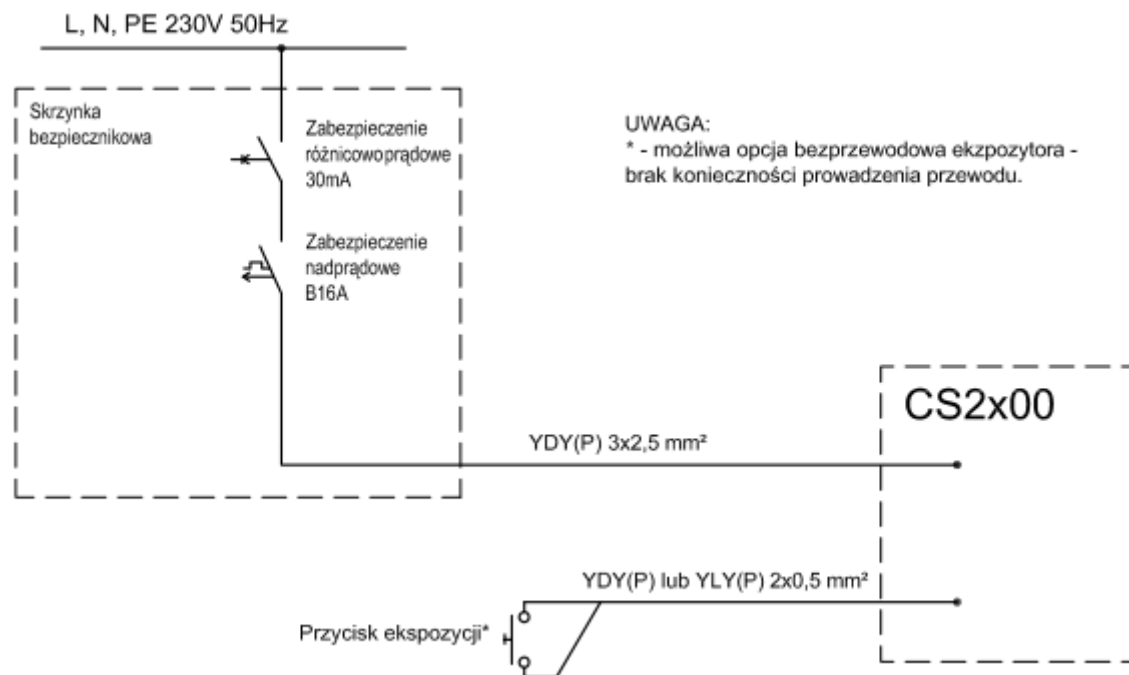 L, N, PE 230V 50Hz
Skrzynka
bezpiecznikowa
Zabezpieczenie
różnicowoprądowe
30mA
UWAGA:
* - możliwa opcja bezprzewodowa ekzpozytora -
brak konieczności prowadzenia przewodu.
Zabezpieczenie
nadprądowe
B16A
CS2x00
YDY(P) 3x2,5 mm²
YDY(P) lub YLY(P) 2x0,5 mm²
Przycisk ekspozycji*